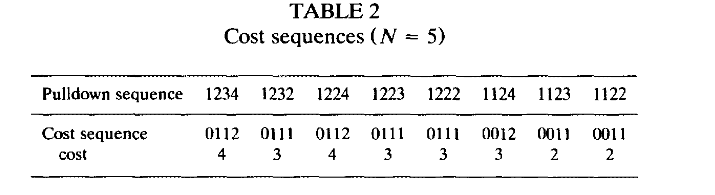 TABLE 2
Cost sequences (N = 5)
Pulldown sequence 1234 1232 1224 1223 1222 1124 1123 1122
Cost sequence 0112 0111 0112 0111 0111 0012 0011 0011
cost 4 3 4 3 3 3 2 2